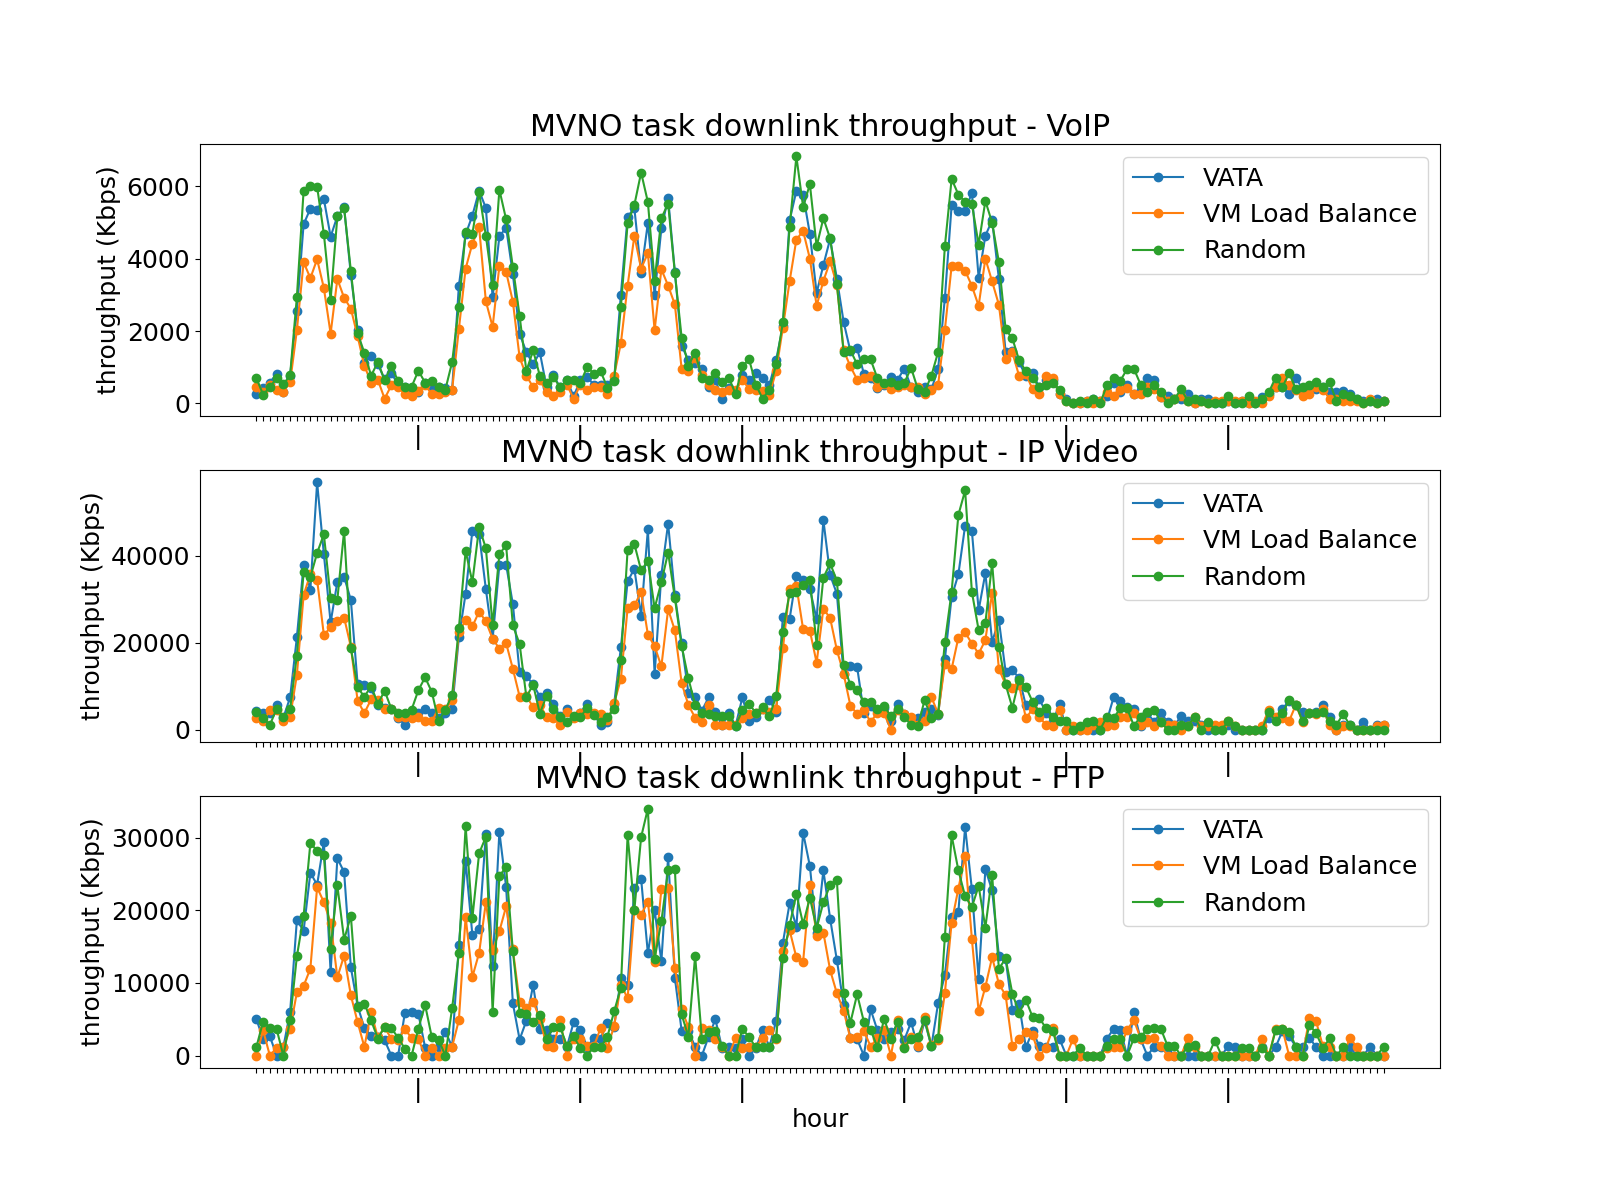 MVNO task downlink throughput - VoIP
throughput (Kbps)
6000
4000
2000
0
VATA
VM Load Balance
Random
MVNO task downlink throughput - IP Video
throughput (Kbps)
40000
20000
0
VATA
VM Load Balance
Random
MVNO task downlink throughput - FTP
throughput (Kbps)
30000
20000
10000
0
VATA
VM Load Balance
Random
hour